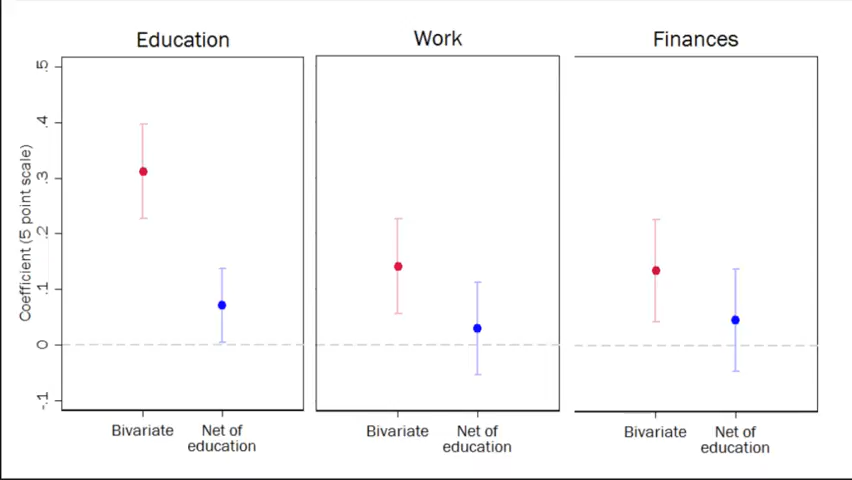 Education
Work
Finances
Coefficient (5 point scale)
.5
.4
.3
.2
.1
0
-.1
Bivariate
Net of
education
Bivariate
Net of
education
Bivariate
Net of
education